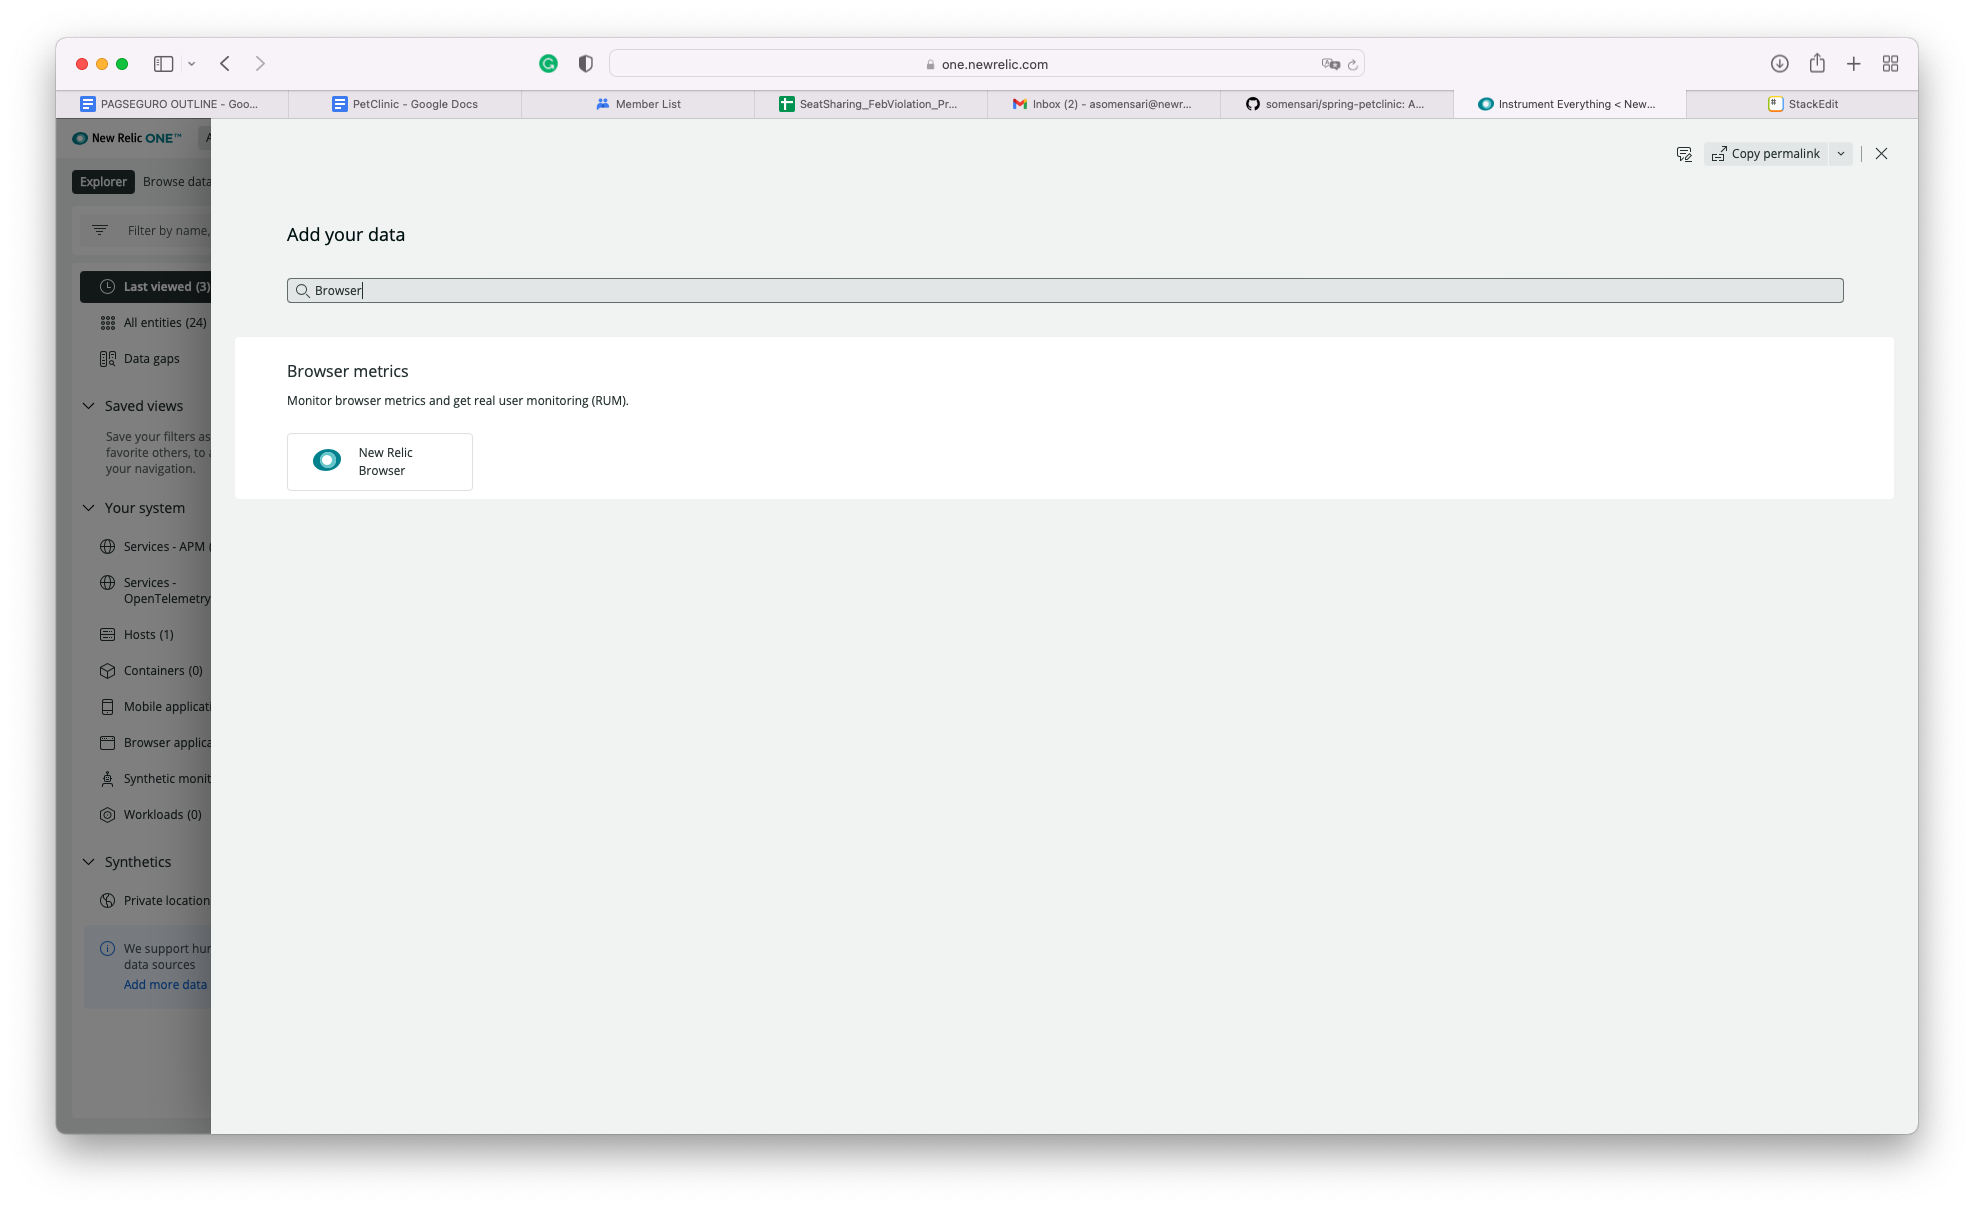 one.newrelic.com
PAGSEGURO OUTLINE - Goo...
PetClinic - Google Docs
Member List
SeatSharing_FebViolation_Pr...
Inbox (2) - asomensari@newr...
somensari/spring-petclinic: A...
Instrument Everything < New...
StackEdit
New Relic ONE™
A
Copy permalink
Explorer
Browse data
Filter by name,
Last viewed (3)
All entities (24)
Data gaps
Saved views
Save your filters as
favorite others, to a
your navigation.
Your system
Services - APM (
Services -
OpenTelemetry
Hosts (1)
Containers (0)
Mobile applicati
Browser applica
Synthetic monit
Workloads (0)
Synthetics
Private location
We support hun
data sources
Add more data
Add your data
Browser
Browser metrics
Monitor browser metrics and get real user monitoring (RUM).
New Relic
Browser